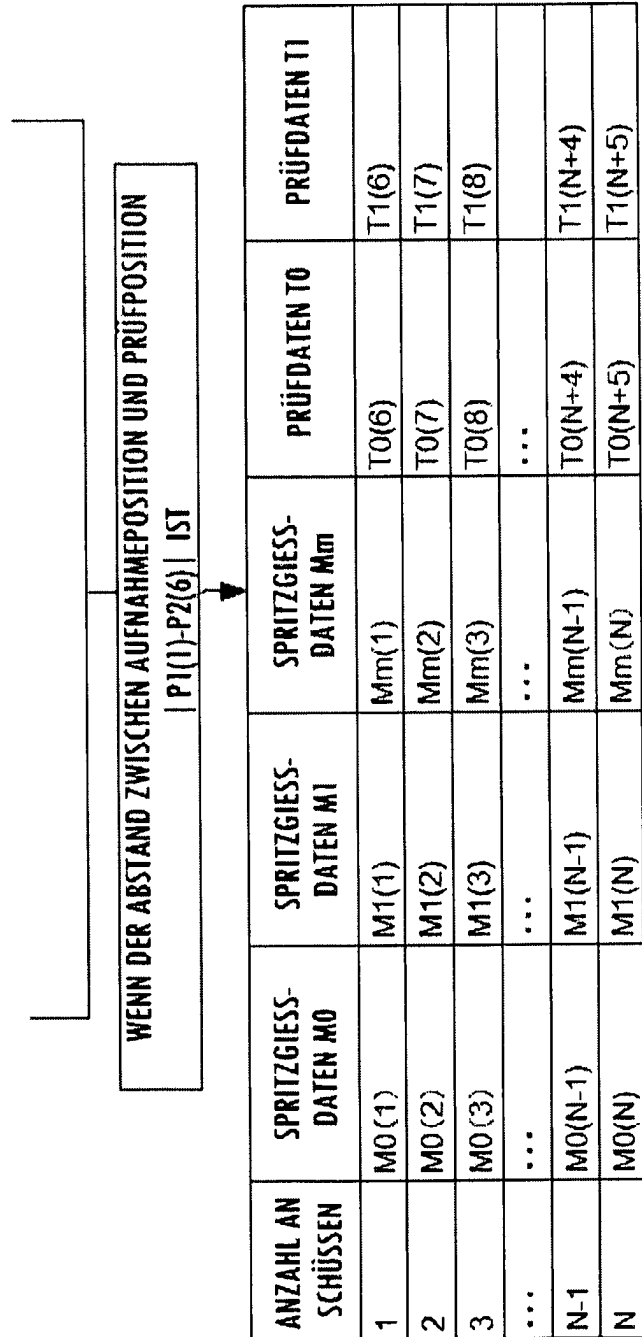 WENN DER ABSTAND ZWISCHEN AUFNAHMEPOSITION UND PRÜFPOSITION
|P1(1)-P2(6)| IST
ANZAHL AN SCHÜSSEN SPRITZGIESS-DATEN M0 SPRITZGIESS-DATEN M1 SPRITZGIESS-DATEN Mm PRÜFDATEN T0 PRÜFDATEN T1
1 M0(1) M1(1) Mm(1) T0(6) T1(6)
2 M0(2) M1(2) Mm(2) T0(7) T1(7)
3 M0(3) M1(3) Mm(3) T0(8) T1(8)
... ... ... ... ...
N-1 M0(N-1) M1(N-1) Mm(N-1) T0(N+4) T1(N+4)
N M0(N) M1(N) Mm(N) T0(N+5) T1(N+5)